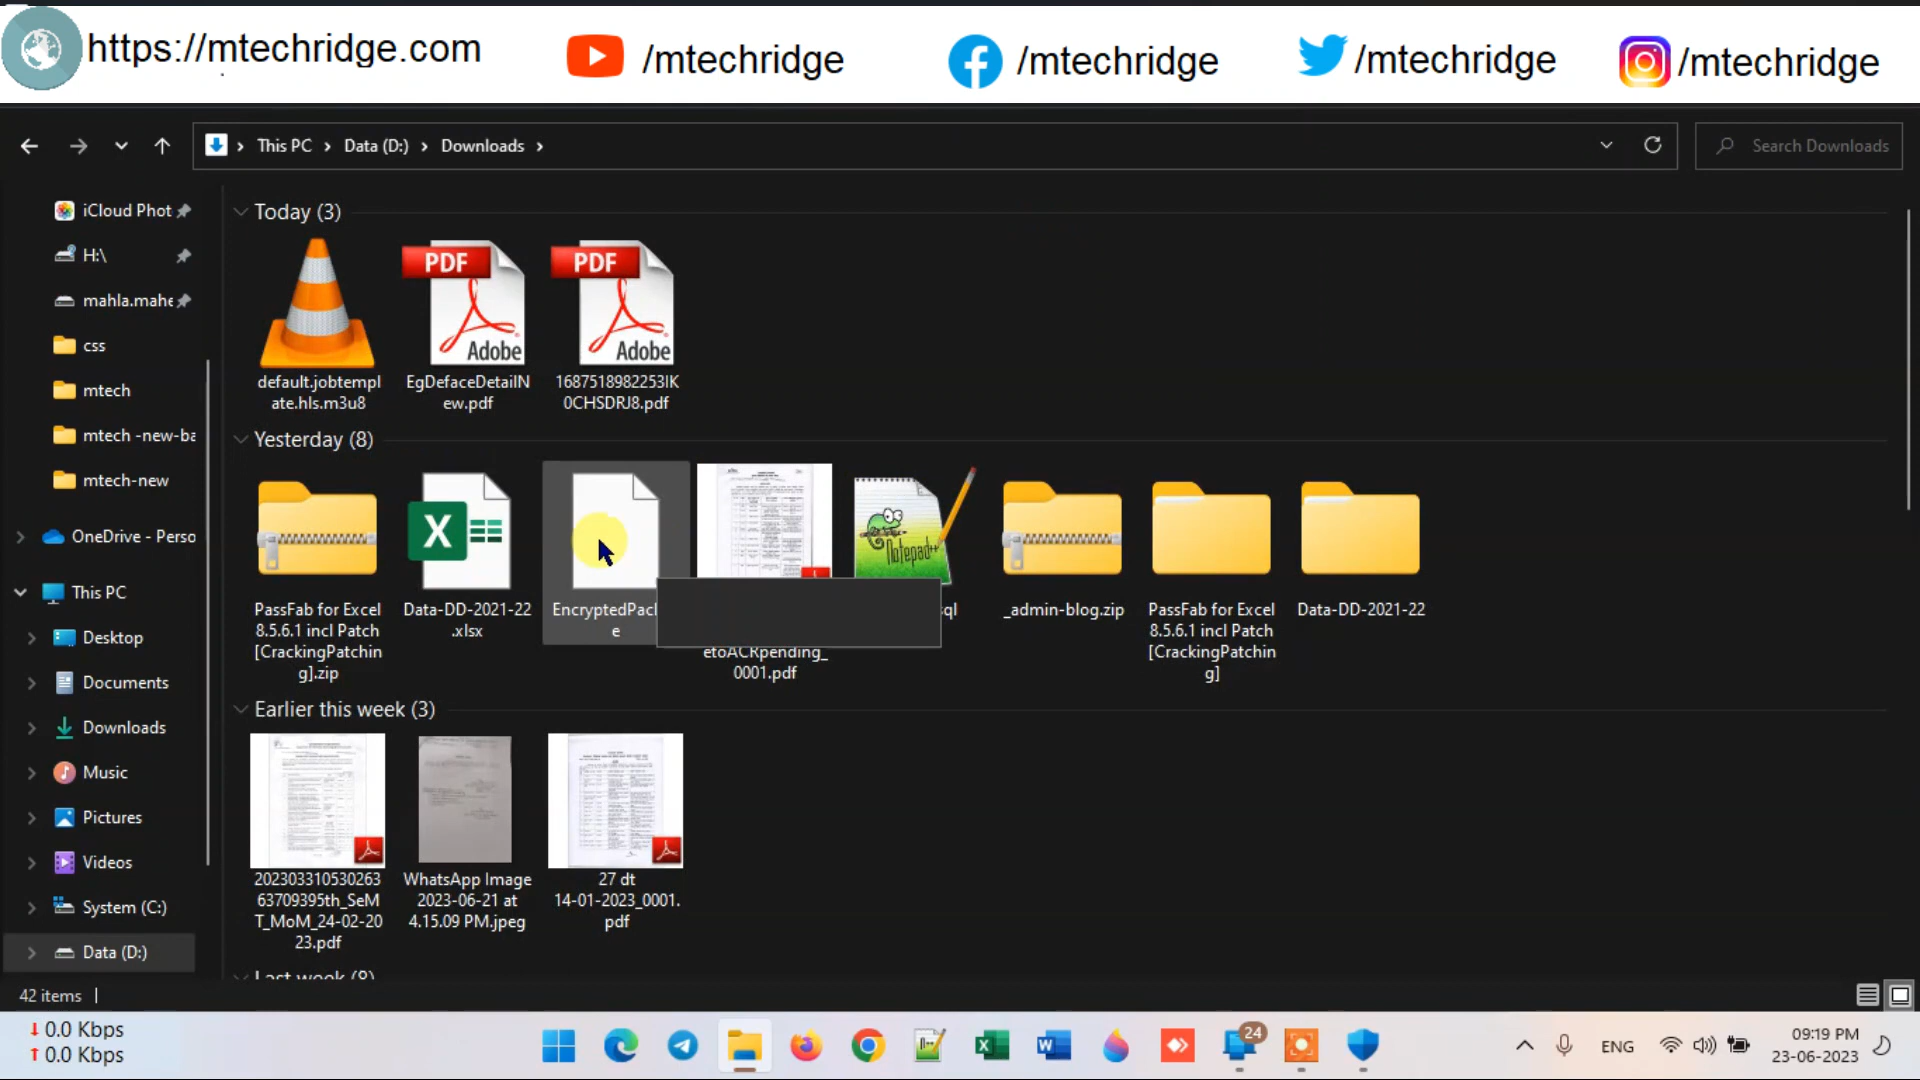 https://mtechridge.com
/mtechridge
/mtechridge
/mtechridge
/mtechridge
This PC
Data (D:)
Downloads
Search Downloads
iCloud Phot
H:\
mahla.mahe
css
mtech
mtech -new-ba
mtech-new
OneDrive - Perso
This PC
Desktop
Documents
Downloads
Music
Pictures
Videos
System (C:)
Data (D:)
Today (3)
PDF
Adobe
PDF
Adobe
default.jobtempl
ate.hls.m3u8
EgDefaceDetailN
ew.pdf
1687518982253IK
0CHSDRJ8.pdf
Yesterday (8)
X
Notepad++
PassFab for Excel
8.5.6.1 incl Patch
[CrackingPatchin
g].zip
Data-DD-2021-22
.xlsx
EncryptedPac
e
etoACRpending_
0001.pdf
ql
_admin-blog.zip
PassFab for Excel
8.5.6.1 incl Patch
[CrackingPatchin
g]
Data-DD-2021-22
Earlier this week (3)
202303310530263
63709395th_SeM
T_MoM_24-02-20
23.pdf
WhatsApp Image
2023-06-21 at
4.15.09 PM.jpeg
27 dt
14-01-2023_0001.
pdf
Last week (8)
42 items
0.0 Kbps
0.0 Kbps
24
ENG
09:19 PM
23-06-2023